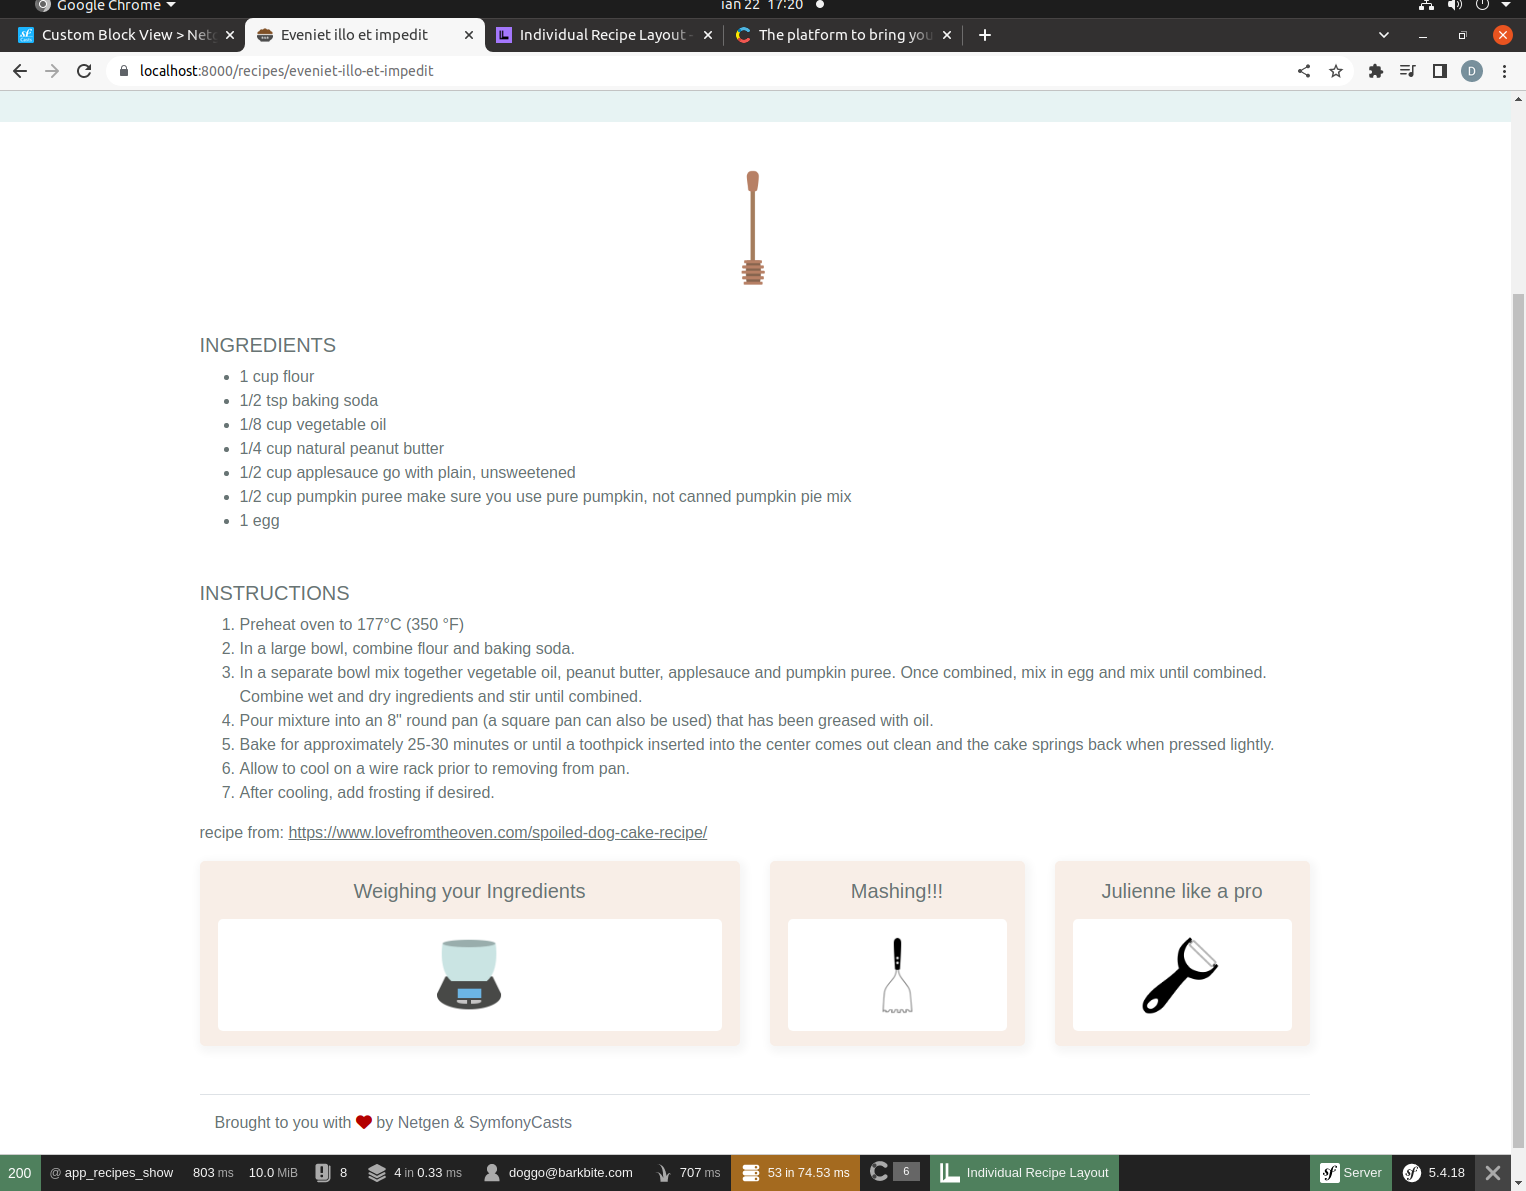 Google Chrome
ian 22 17:20
Custom Block View > Netg
Eveniet illo et impedit
Individual Recipe Layout -
The platform to bring you
localhost:8000/recipes/eveniet-illo-et-impedit
D
INGREDIENTS
• 1 cup flour
• 1/2 tsp baking soda
• 1/8 cup vegetable oil
• 1/4 cup natural peanut butter
• 1/2 cup applesauce go with plain, unsweetened
• 1/2 cup pumpkin puree make sure you use pure pumpkin, not canned pumpkin pie mix
• 1 egg
INSTRUCTIONS
1. Preheat oven to 177°C (350 °F)
2. In a large bowl, combine flour and baking soda.
3. In a separate bowl mix together vegetable oil, peanut butter, applesauce and pumpkin puree. Once combined, mix in egg and mix until combined.
Combine wet and dry ingredients and stir until combined.
4. Pour mixture into an 8" round pan (a square pan can also be used) that has been greased with oil.
5. Bake for approximately 25-30 minutes or until a toothpick inserted into the center comes out clean and the cake springs back when pressed lightly.
6. Allow to cool on a wire rack prior to removing from pan.
7. After cooling, add frosting if desired.
recipe from: https://www.lovefromtheoven.com/spoiled-dog-cake-recipe/
Weighing your Ingredients
Mashing!!!
Julienne like a pro
Brought to you with ❤ by Netgen & SymfonyCasts
200 @ app_recipes_show 803 ms 10.0 MiB 8 4 in 0.33 ms doggo@barkbite.com 707 ms 53 in 74.53 ms 6 Individual Recipe Layout Server 5.4.18